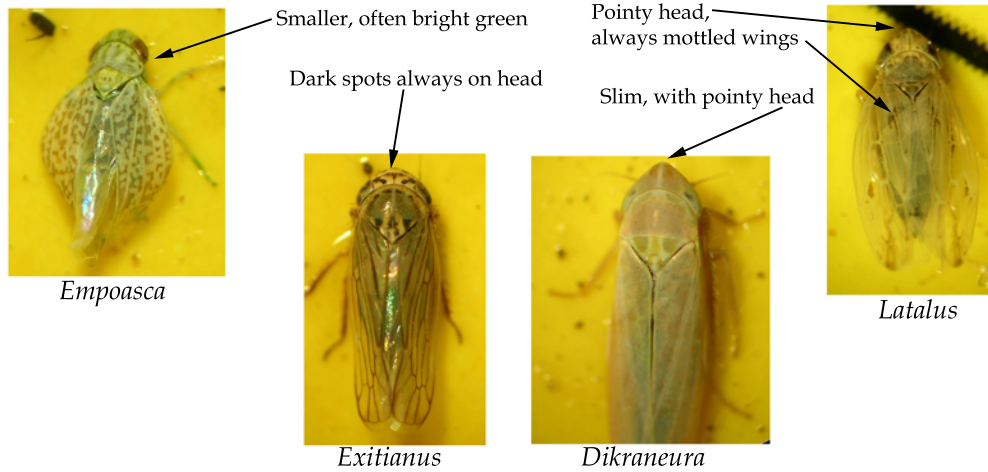 Smaller, often bright green
Pointy head,
always mottled wings
Dark spots always on head
Slim, with pointy head
Empoasca
Exitianus
Dikraneura
Latalus